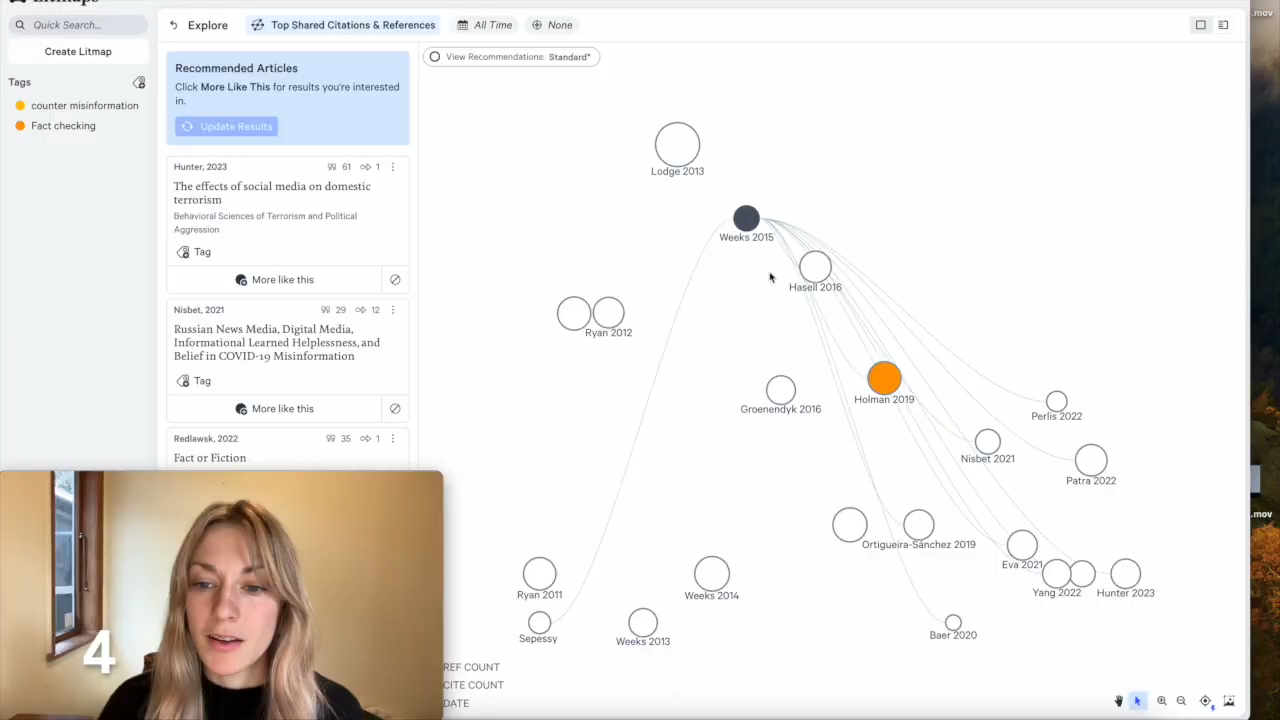 Litmaps
.mov
Quick Search...
Explore
Top Shared Citations & References
All Time
None
Create Litmap
View Recommendations: Standard*
Recommended Articles
Click More Like This for results you're interested
in.
Update Results
Tags
counter misinformation
Fact checking
Hunter, 2023
61
1
The effects of social media on domestic
terrorism
Behavioral Sciences of Terrorism and Political
Aggression
Tag
More like this
Nisbet, 2021
29
12
Russian News Media, Digital Media,
Informational Learned Helplessness, and
Belief in COVID-19 Misinformation
Tag
More like this
Redlawsk, 2022
35
1
Fact or Fiction
Lodge 2013
Weeks 2015
Hasell 2016
Ryan 2012
Holman 2019
Groenendyk 2016
Perlis 2022
Nisbet 2021
Patra 2022
Ortigueira-Sánchez 2019
Eva 2021
Yang 2022
Hunter 2023
Ryan 2011
Weeks 2014
Sepessy
Weeks 2013
Baer 2020
REF COUNT
CITE COUNT
DATE
4
.mov